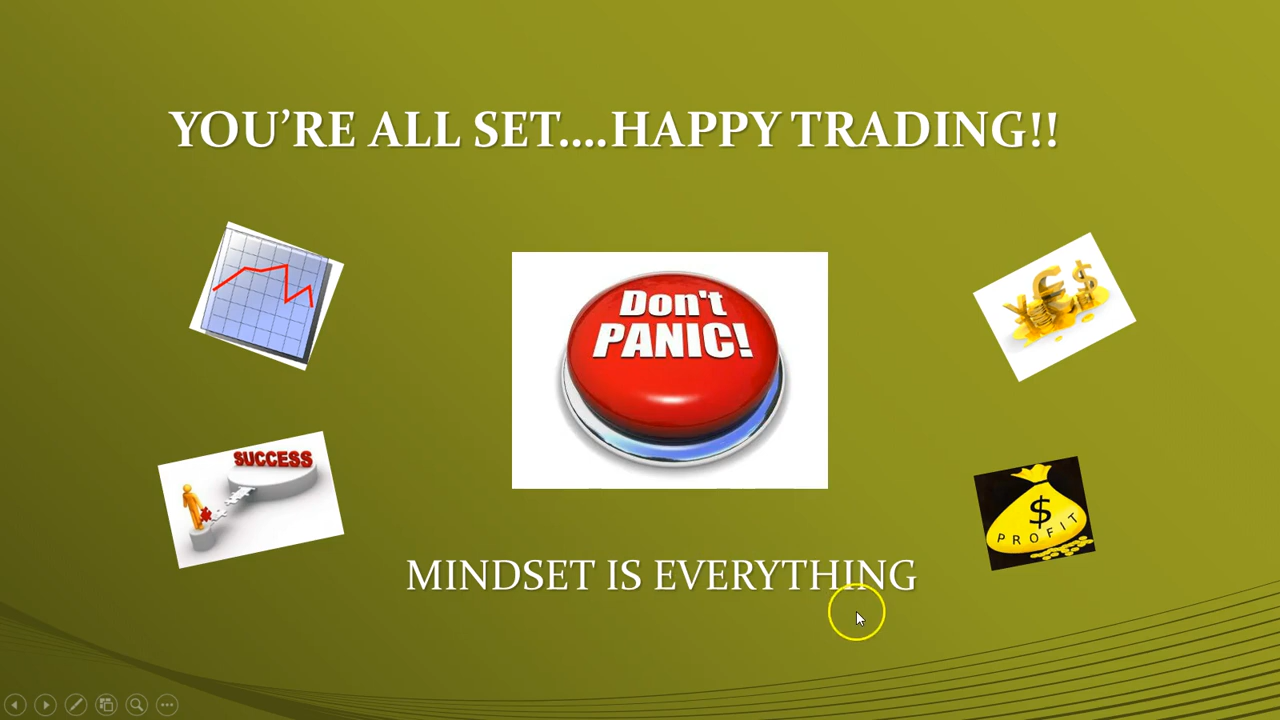 YOU’RE ALL SET....HAPPY TRADING!!
Don't
PANIC!
¥ € $
SUCCESS
$
PROFIT
MINDSET IS EVERYTHING